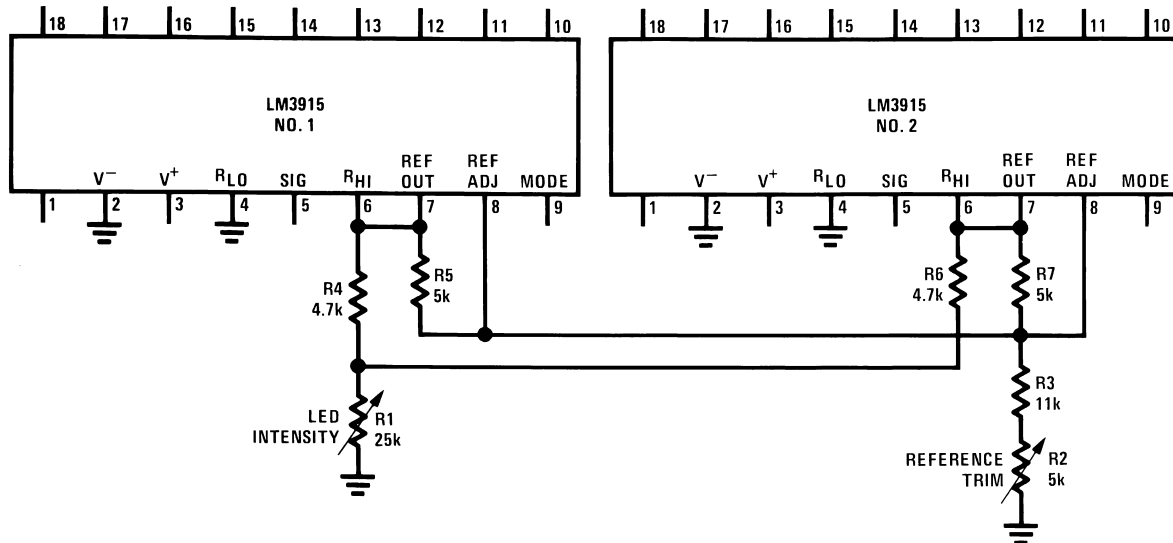 18 17 16 15 14 13 12 11 10
LM3915
NO. 1
V⁻ V⁺ RLO SIG RHI REF OUT REF ADJ MODE
1 2 3 4 5 6 7 8 9
18 17 16 15 14 13 12 11 10
LM3915
NO. 2
V⁻ V⁺ RLO SIG RHI REF OUT REF ADJ MODE
1 2 3 4 5 6 7 8 9
R4
4.7k
R5
5k
R6
4.7k
R7
5k
LED
INTENSITY
R1
25k
R3
11k
REFERENCE
TRIM
R2
5k